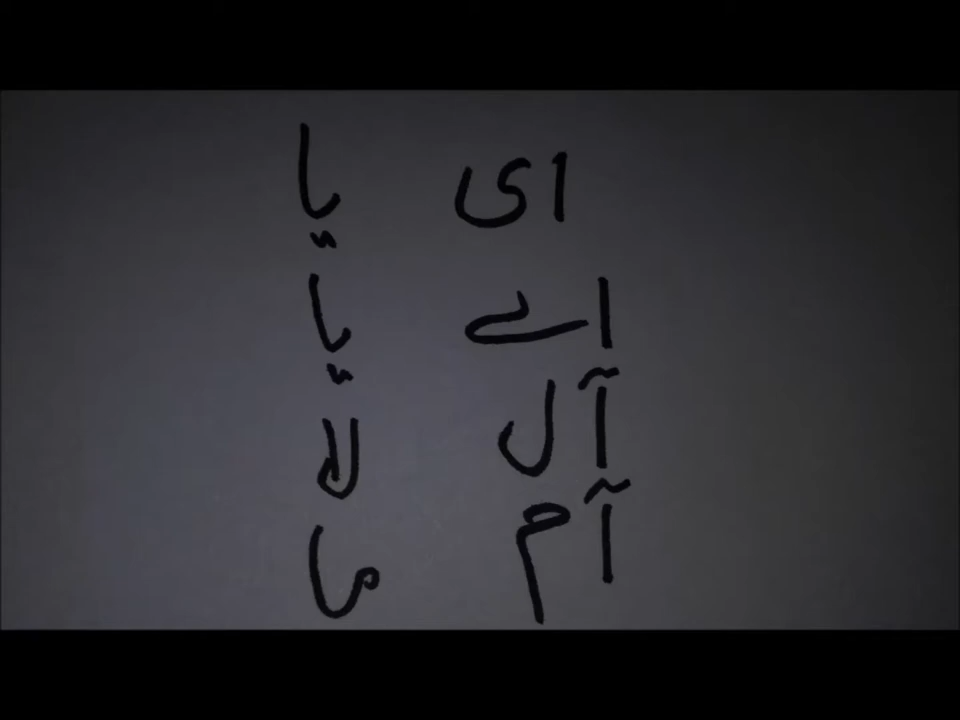 ای یا
اے یا
آل لا
آم ما